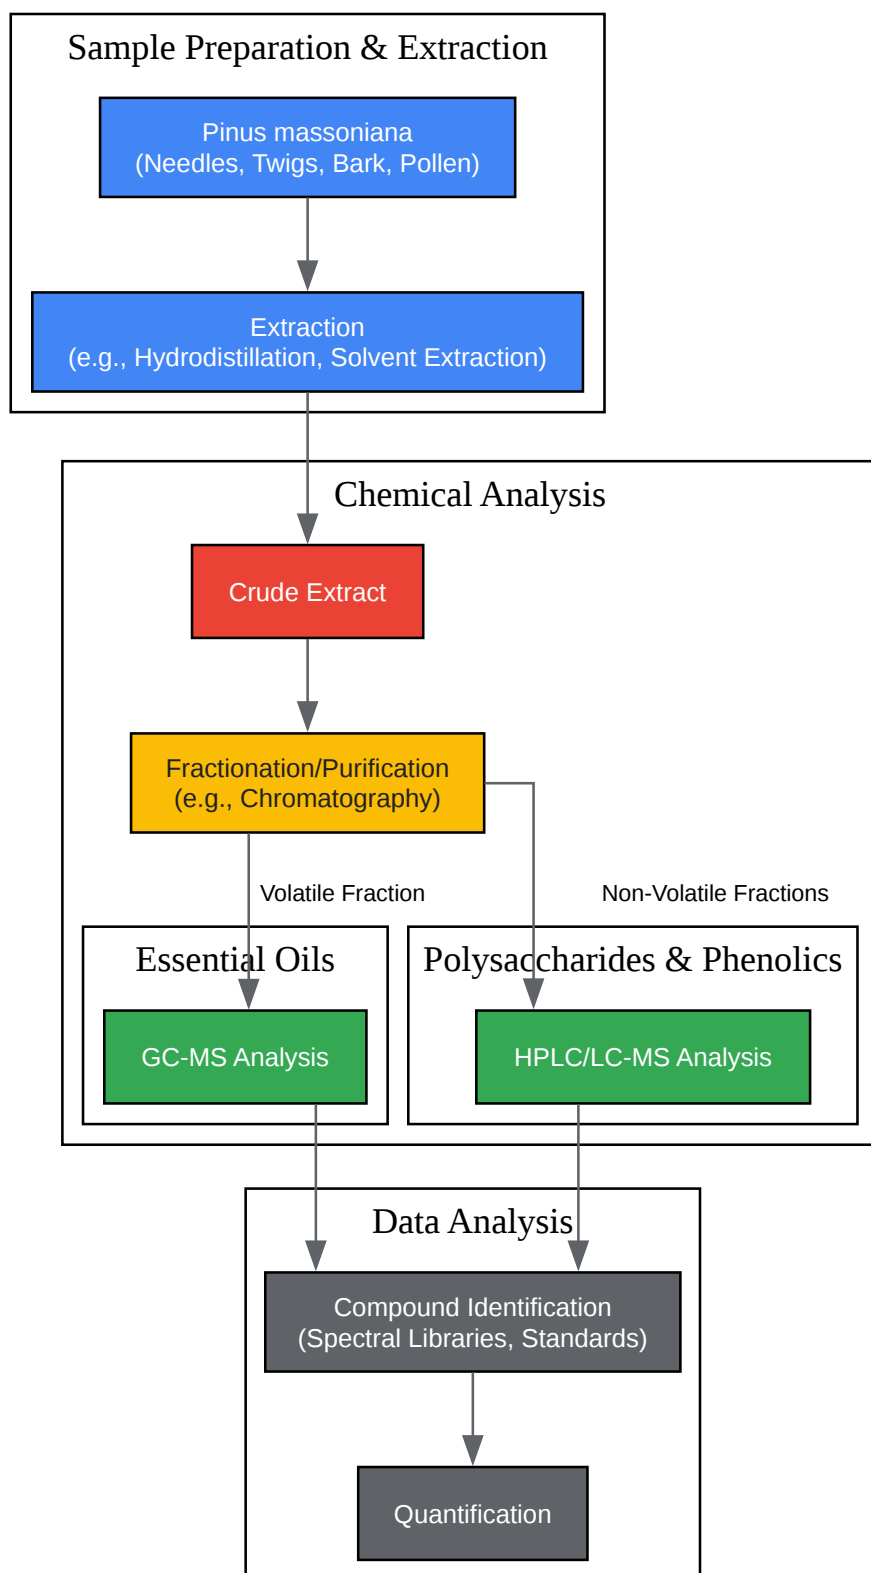 Sample Preparation & Extraction
Pinus massoniana
(Needles, Twigs, Bark, Pollen)
Extraction
(e.g., Hydrodistillation, Solvent Extraction)
Chemical Analysis
Crude Extract
Fractionation/Purification
(e.g., Chromatography)
Volatile Fraction
Non-Volatile Fractions
Essential Oils
Polysaccharides & Phenolics
GC-MS Analysis
HPLC/LC-MS Analysis
Data Analysis
Compound Identification
(Spectral Libraries, Standards)
Quantification